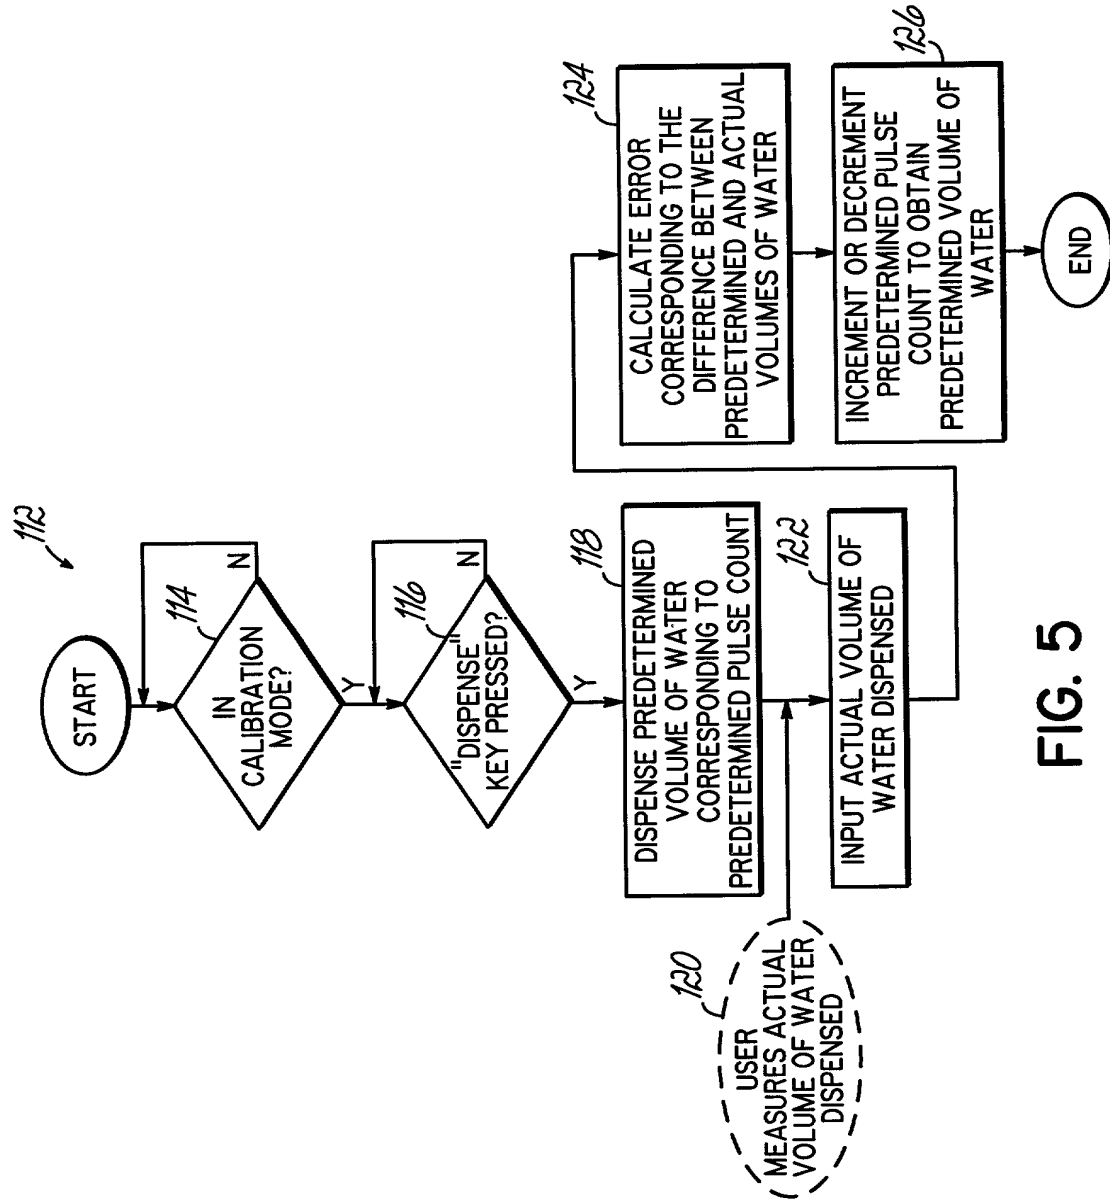 112
START
114
IN
CALIBRATION
MODE?
N
Y
116
"DISPENSE"
KEY PRESSED?
N
Y
118
DISPENSE PREDETERMINED
VOLUME OF WATER
CORRESPONDING TO
PREDETERMINED PULSE COUNT
120
USER
MEASURES ACTUAL
VOLUME OF WATER
DISPENSED
122
INPUT ACTUAL VOLUME OF
WATER DISPENSED
124
CALCULATE ERROR
CORRESPONDING TO THE
DIFFERENCE BETWEEN
PREDETERMINED AND ACTUAL
VOLUMES OF WATER
126
INCREMENT OR DECREMENT
PREDETERMINED PULSE
COUNT TO OBTAIN
PREDETERMINED VOLUME OF
WATER
END
FIG. 5